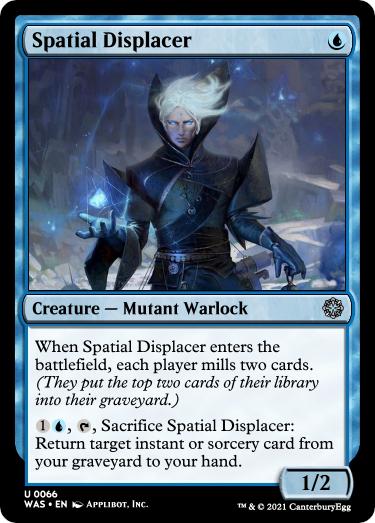 Spatial Displacer
Creature — Mutant Warlock
When Spatial Displacer enters the
battlefield, each player mills two cards.
(They put the top two cards of their library
into their graveyard.)
1, , Sacrifice Spatial Displacer:
Return target instant or sorcery card from
your graveyard to your hand.
1/2
U 0066
WAS • EN APPLIBOT, INC.
™ & © 2021 CanterburyEgg